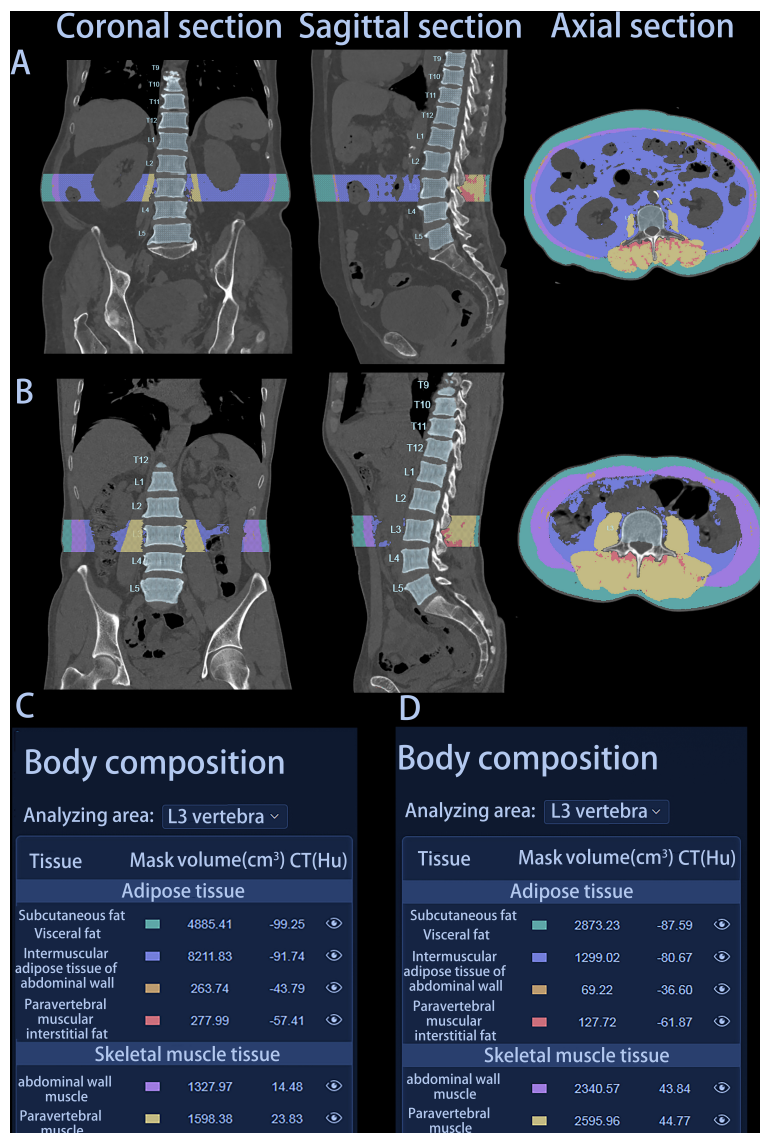 Coronal section Sagittal section Axial section
A
T9
T10
T11
T12
L1
L2
L4
L5
T9
T10
T11
T12
L1
L2
L3
L4
L5
B
T12
L1
L2
L3
L4
L5
T9
T10
T11
T12
L1
L2
L3
L4
L5
C
Body composition
Analyzing area: L3 vertebra
Tissue Mask volume(cm³) CT(Hu)
Adipose tissue
Subcutaneous fat
Visceral fat
4885.41 -99.25
Intermuscular
adipose tissue of
abdominal wall
8211.83 -91.74
263.74 -43.79
Paravertebral
muscular
interstitial fat
277.99 -57.41
Skeletal muscle tissue
abdominal wall
muscle
1327.97 14.48
Paravertebral
muscle
1598.38 23.83
D
Body composition
Analyzing area: L3 vertebra
Tissue Mask volume(cm³) CT(Hu)
Adipose tissue
Subcutaneous fat
Visceral fat
2873.23 -87.59
Intermuscular
adipose tissue of
abdominal wall
1299.02 -80.67
69.22 -36.60
Paravertebral
muscular
interstitial fat
127.72 -61.87
Skeletal muscle tissue
abdominal wall
muscle
2340.57 43.84
Paravertebral
muscle
2595.96 44.77